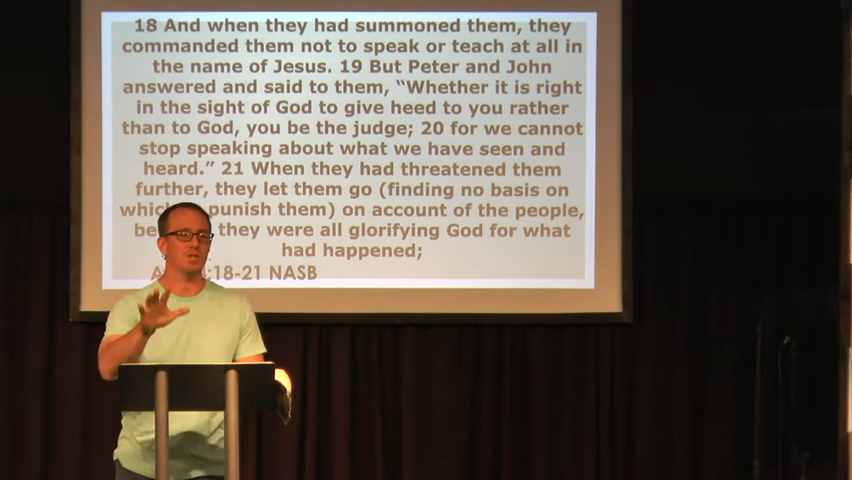 18 And when they had summoned them, they
commanded them not to speak or teach at all in
the name of Jesus. 19 But Peter and John
answered and said to them, “Whether it is right
in the sight of God to give heed to you rather
than to God, you be the judge; 20 for we cannot
stop speaking about what we have seen and
heard.” 21 When they had threatened them
further, they let them go (finding no basis on
punish them) on account of the people,
they were all glorifying God for what
had happened;
:18-21 NASB